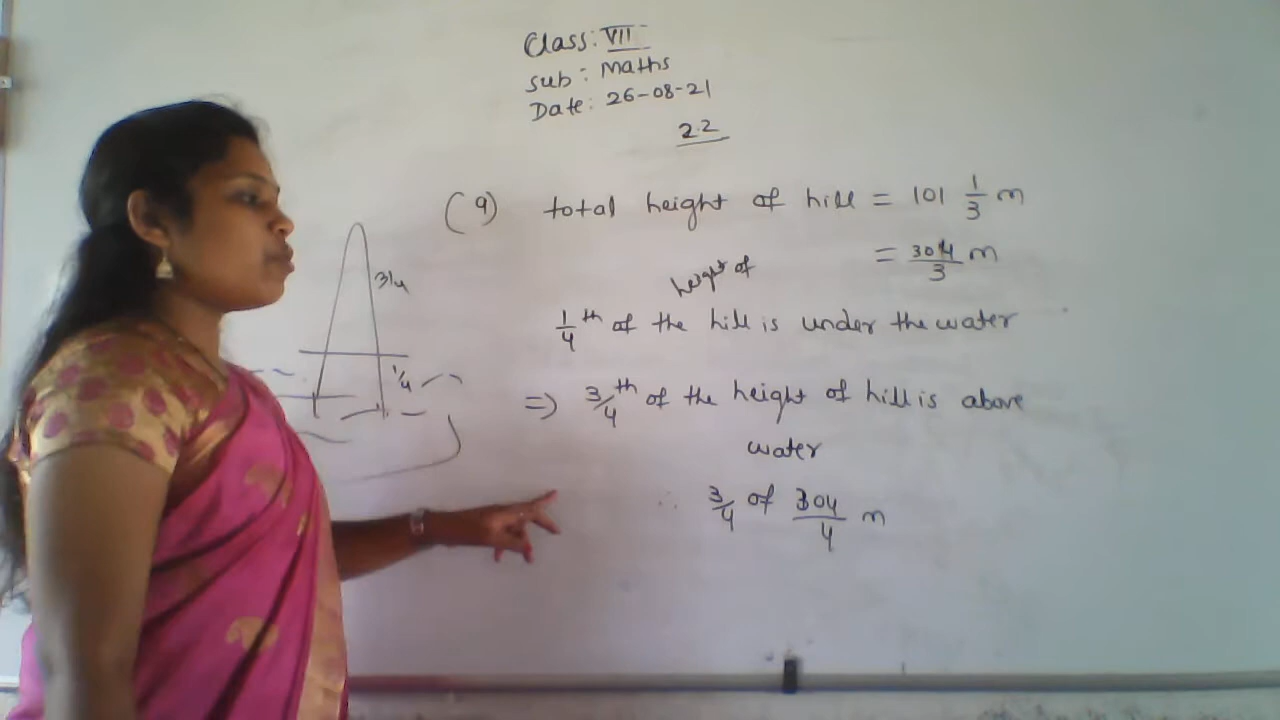 Class: VII
Sub: Maths
Date: 26-08-21
2.2
(9) total height of hill = 101 1/3 m
= 304/3 m
height of
1/4 th of the hill is under the water
=> 3/4 th of the height of hill is above
water
∴ 3/4 of 304/4 m
3/4
1/4